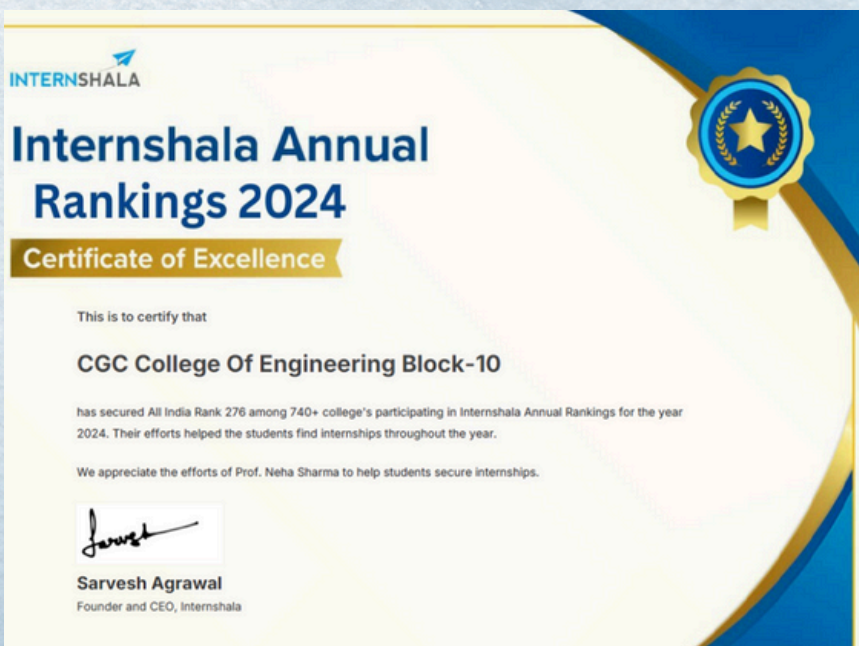 INTERNSHALA
Internshala Annual
Rankings 2024
Certificate of Excellence
This is to certify that
CGC College Of Engineering Block-10
has secured All India Rank 276 among 740+ college's participating in Internshala Annual Rankings for the year
2024. Their efforts helped the students find internships throughout the year.
We appreciate the efforts of Prof. Neha Sharma to help students secure internships.
Sarvesh
Sarvesh Agrawal
Founder and CEO, Internshala